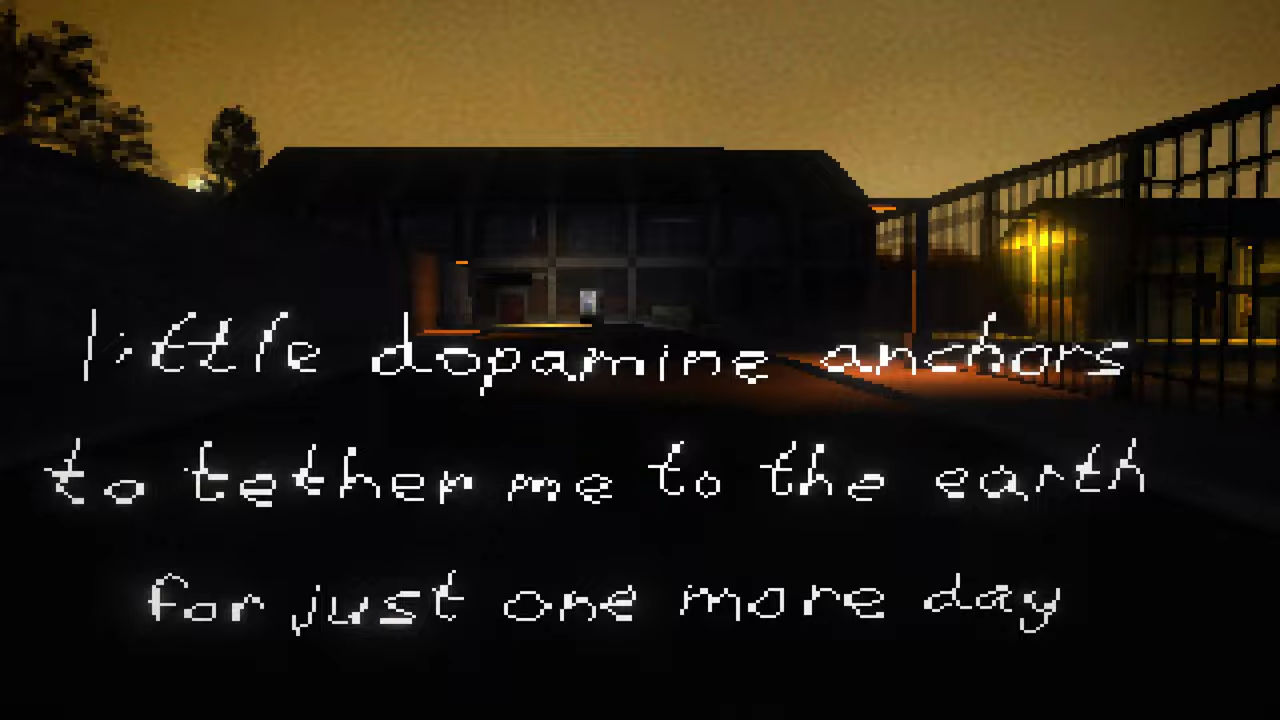 little dopamine anchors
to tether me to the earth
for just one more day